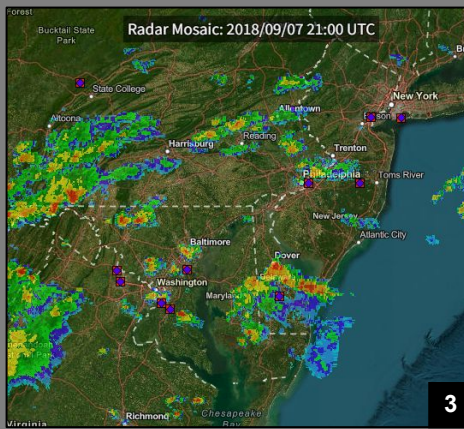 Forest
Radar Mosaic: 2018/09/07 21:00 UTC
Bucktail State
Park
State College
New York
Altoona
Allentown
Harrisburg
Reading
Trenton
Philadelphia
Toms River
New Jersey
Atlantic City
Baltimore
Dover
Washington
Richmond
Chesapeake
Bay
Virginia
3